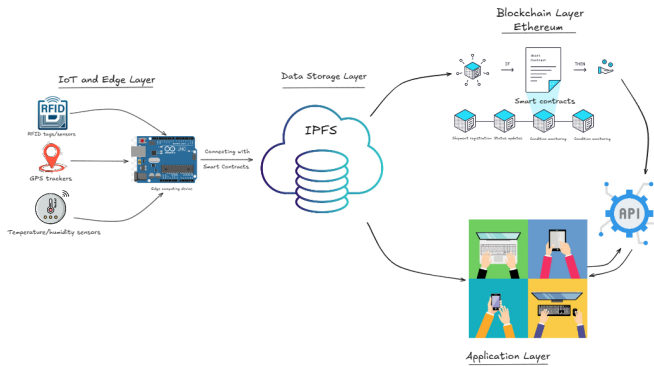 Blockchain Layer
Ethereum
IoT and Edge Layer
Data Storage Layer
IF
Smart
Contract
THEN
RFID
RFID tags/sensors
Smart contracts
IPFS
Shipment registration
Status updates
Condition monitoring
Condition monitoring
Connecting with
Smart Contracts
GPS trackers
Edge computing device
API
Temperature/humidity sensors
Application Layer